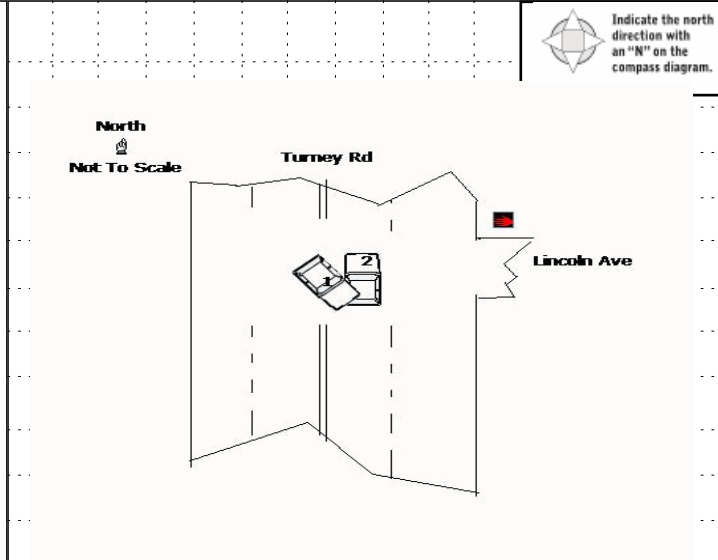 Indicate the north
direction with
an "N" on the
compass diagram.
North
Not To Scale
Turney Rd
Lincoln Ave
2
1